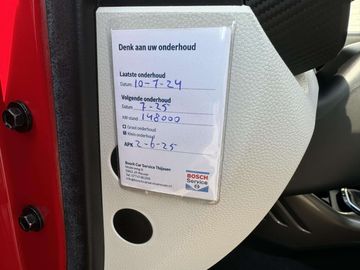 Denk aan uw onderhoud
Laatste onderhoud
Datum 10-7-24
Volgende onderhoud
Datum 7-25
KM-stand 148000
Groot onderhoud
Klein onderhoud
APK 2-6-25
Bosch Car Service Thijssen
BOSCH
Service